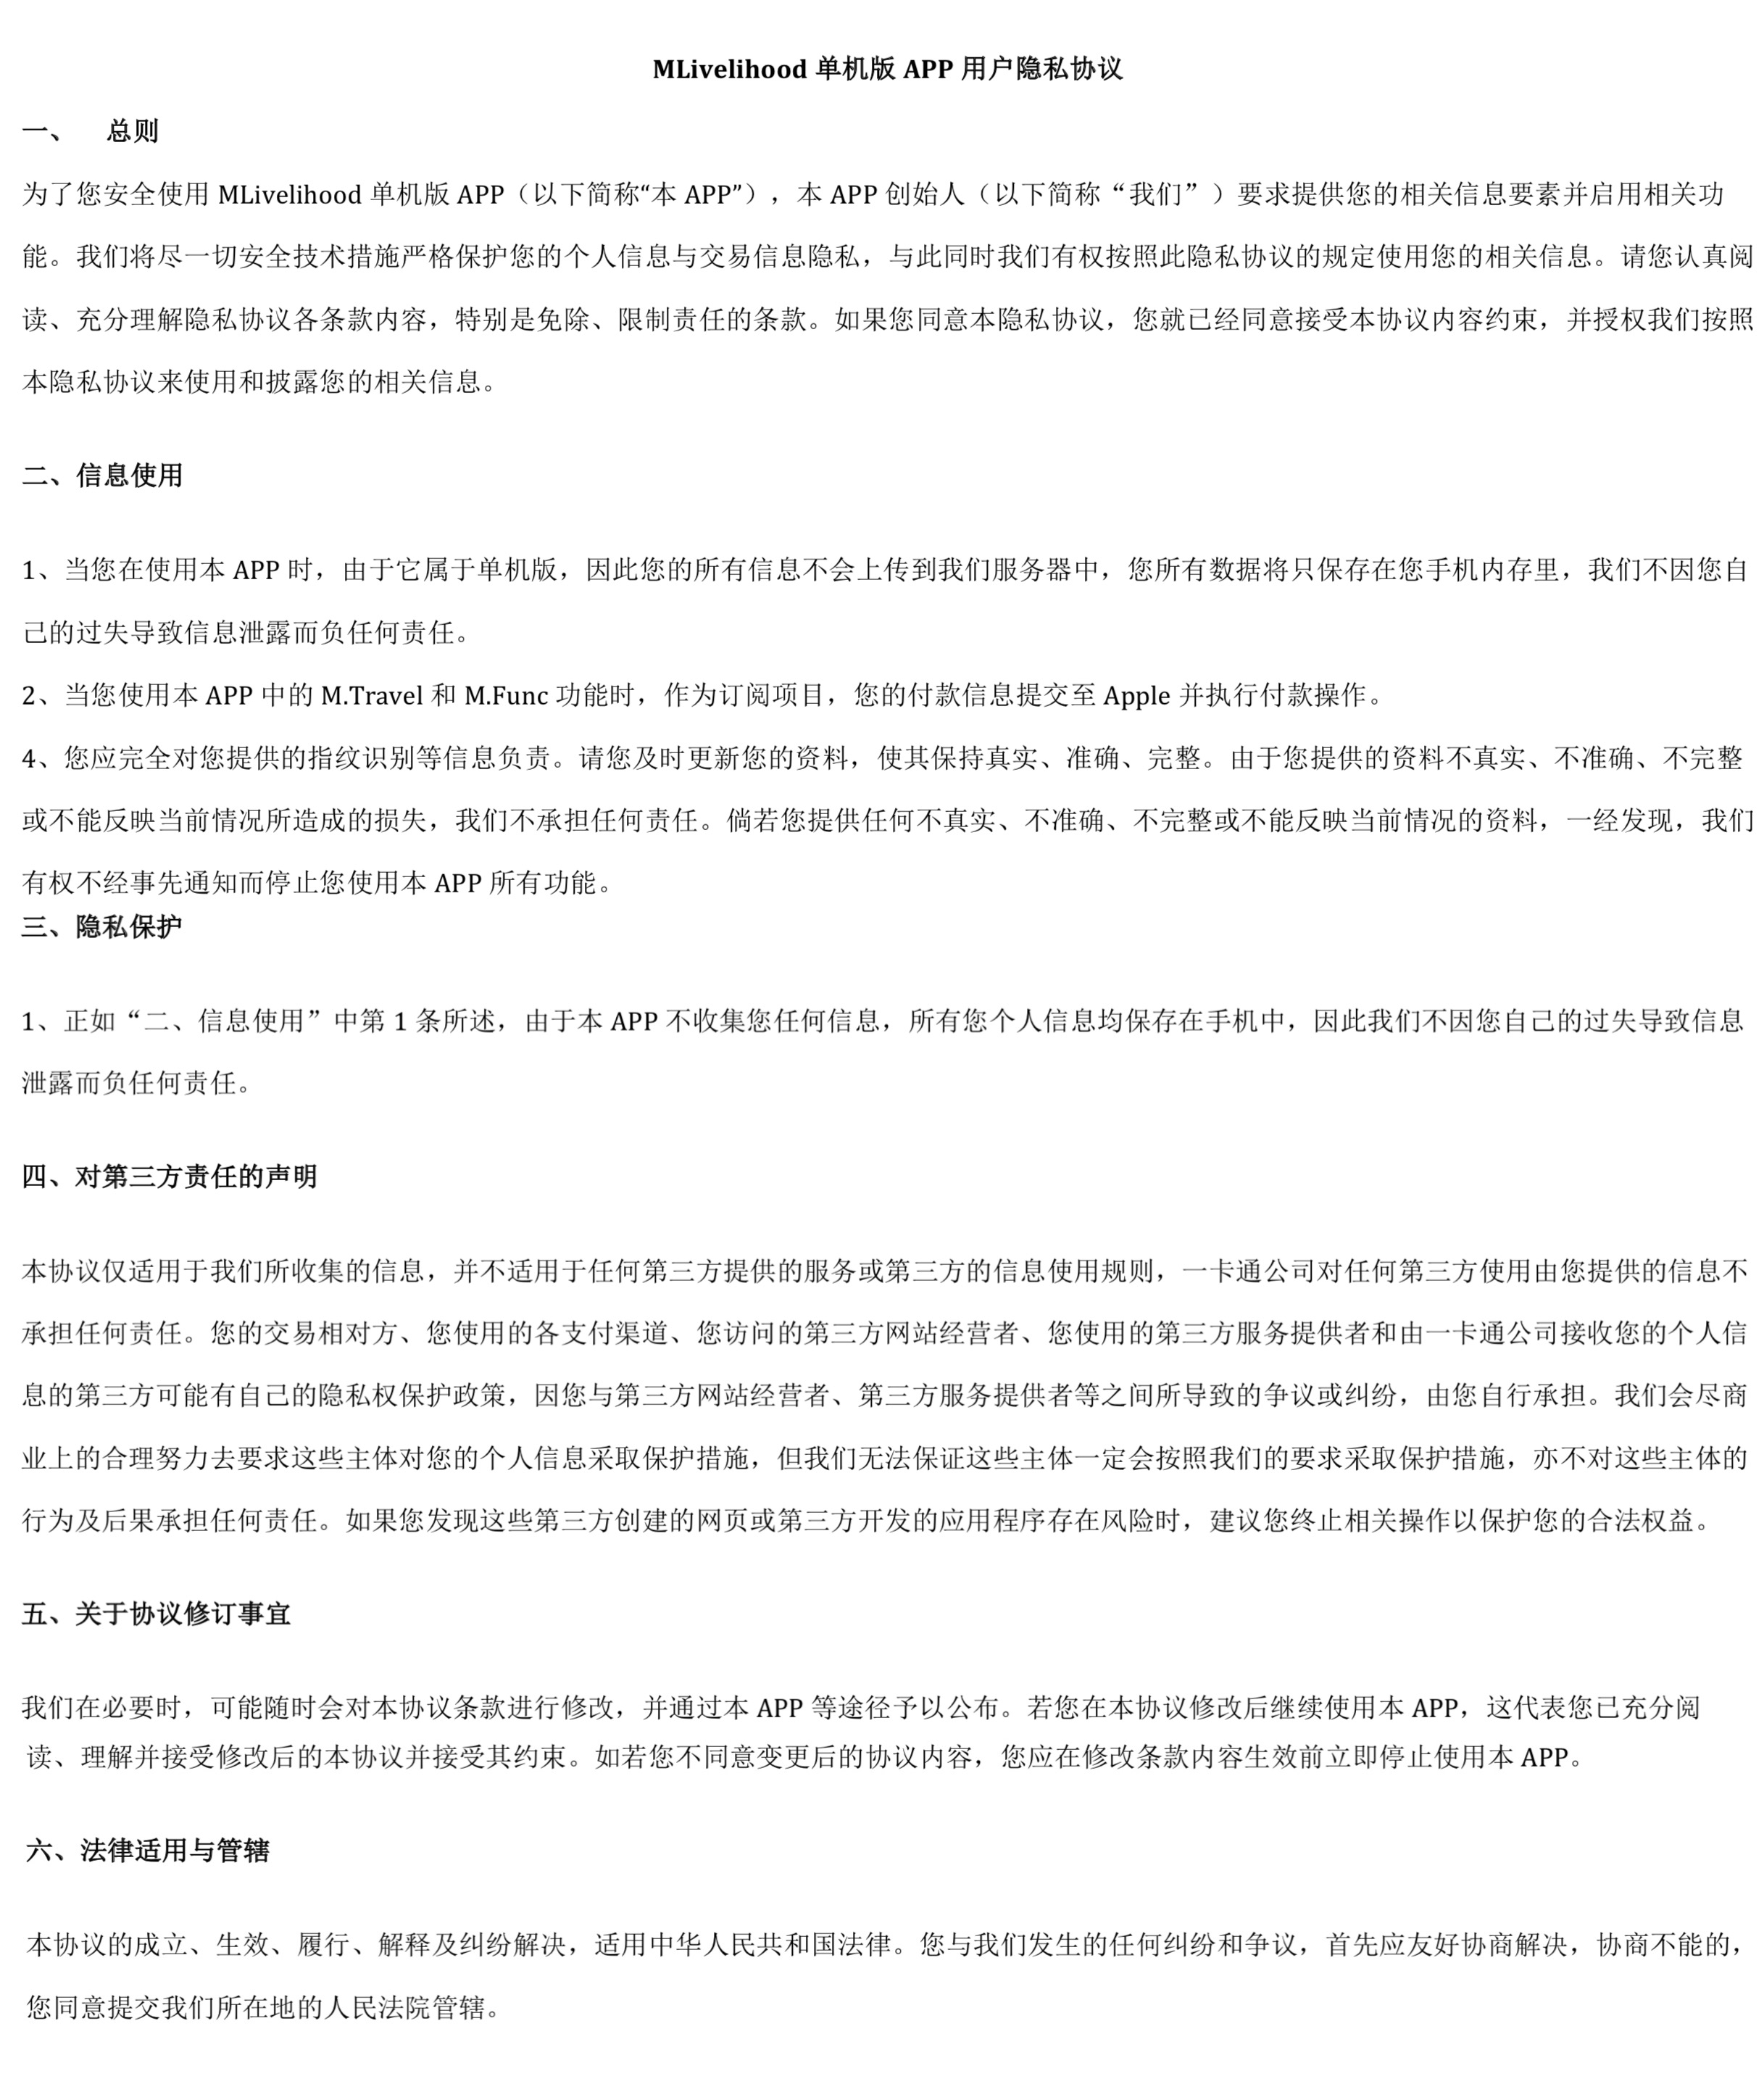 MLivelihood 单机版 APP 用户隐私协议
一、 总则
为了您安全使用 MLivelihood 单机版 APP（以下简称“本 APP”），本 APP 创始人（以下简称“我们”）要求提供您的相关信息要素并启用相关功
能。我们将尽一切安全技术措施严格保护您的个人信息与交易信息隐私，与此同时我们有权按照此隐私协议的规定使用您的相关信息。请您认真阅
读、充分理解隐私协议各条款内容，特别是免除、限制责任的条款。如果您同意本隐私协议，您就已经同意接受本协议内容约束，并授权我们按照
本隐私协议来使用和披露您的相关信息。
二、信息使用
1、当您在使用本 APP 时，由于它属于单机版，因此您的所有信息不会上传到我们服务器中，您所有数据将只保存在您手机内存里，我们不因您自
己的过失导致信息泄露而负任何责任。
2、当您使用本 APP 中的 M.Travel 和 M.Func 功能时，作为订阅项目，您的付款信息提交至 Apple 并执行付款操作。
4、您应完全对您提供的指纹识别等信息负责。请您及时更新您的资料，使其保持真实、准确、完整。由于您提供的资料不真实、不准确、不完整
或不能反映当前情况所造成的损失，我们不承担任何责任。倘若您提供任何不真实、不准确、不完整或不能反映当前情况的资料，一经发现，我们
有权不经事先通知而停止您使用本 APP 所有功能。
三、隐私保护
1、正如“二、信息使用”中第 1 条所述，由于本 APP 不收集您任何信息，所有您个人信息均保存在手机中，因此我们不因您自己的过失导致信息
泄露而负任何责任。
四、对第三方责任的声明
本协议仅适用于我们所收集的信息，并不适用于任何第三方提供的服务或第三方的信息使用规则，一卡通公司对任何第三方使用由您提供的信息不
承担任何责任。您的交易相对方、您使用的各支付渠道、您访问的第三方网站经营者、您使用的第三方服务提供者和由一卡通公司接收您的个人信
息的第三方可能有自己的隐私权保护政策，因您与第三方网站经营者、第三方服务提供者等之间所导致的争议或纠纷，由您自行承担。我们会尽商
业上的合理努力去要求这些主体对您的个人信息采取保护措施，但我们无法保证这些主体一定会按照我们的要求采取保护措施，亦不对这些主体的
行为及后果承担任何责任。如果您发现这些第三方创建的网页或第三方开发的应用程序存在风险时，建议您终止相关操作以保护您的合法权益。
五、关于协议修订事宜
我们在必要时，可能随时会对本协议条款进行修改，并通过本 APP 等途径予以公布。若您在本协议修改后继续使用本 APP，这代表您已充分阅
读、理解并接受修改后的本协议并接受其约束。如若您不同意变更后的协议内容，您应在修改条款内容生效前立即停止使用本 APP。
六、法律适用与管辖
本协议的成立、生效、履行、解释及纠纷解决，适用中华人民共和国法律。您与我们发生的任何纠纷和争议，首先应友好协商解决，协商不能的，
您同意提交我们所在地的人民法院管辖。